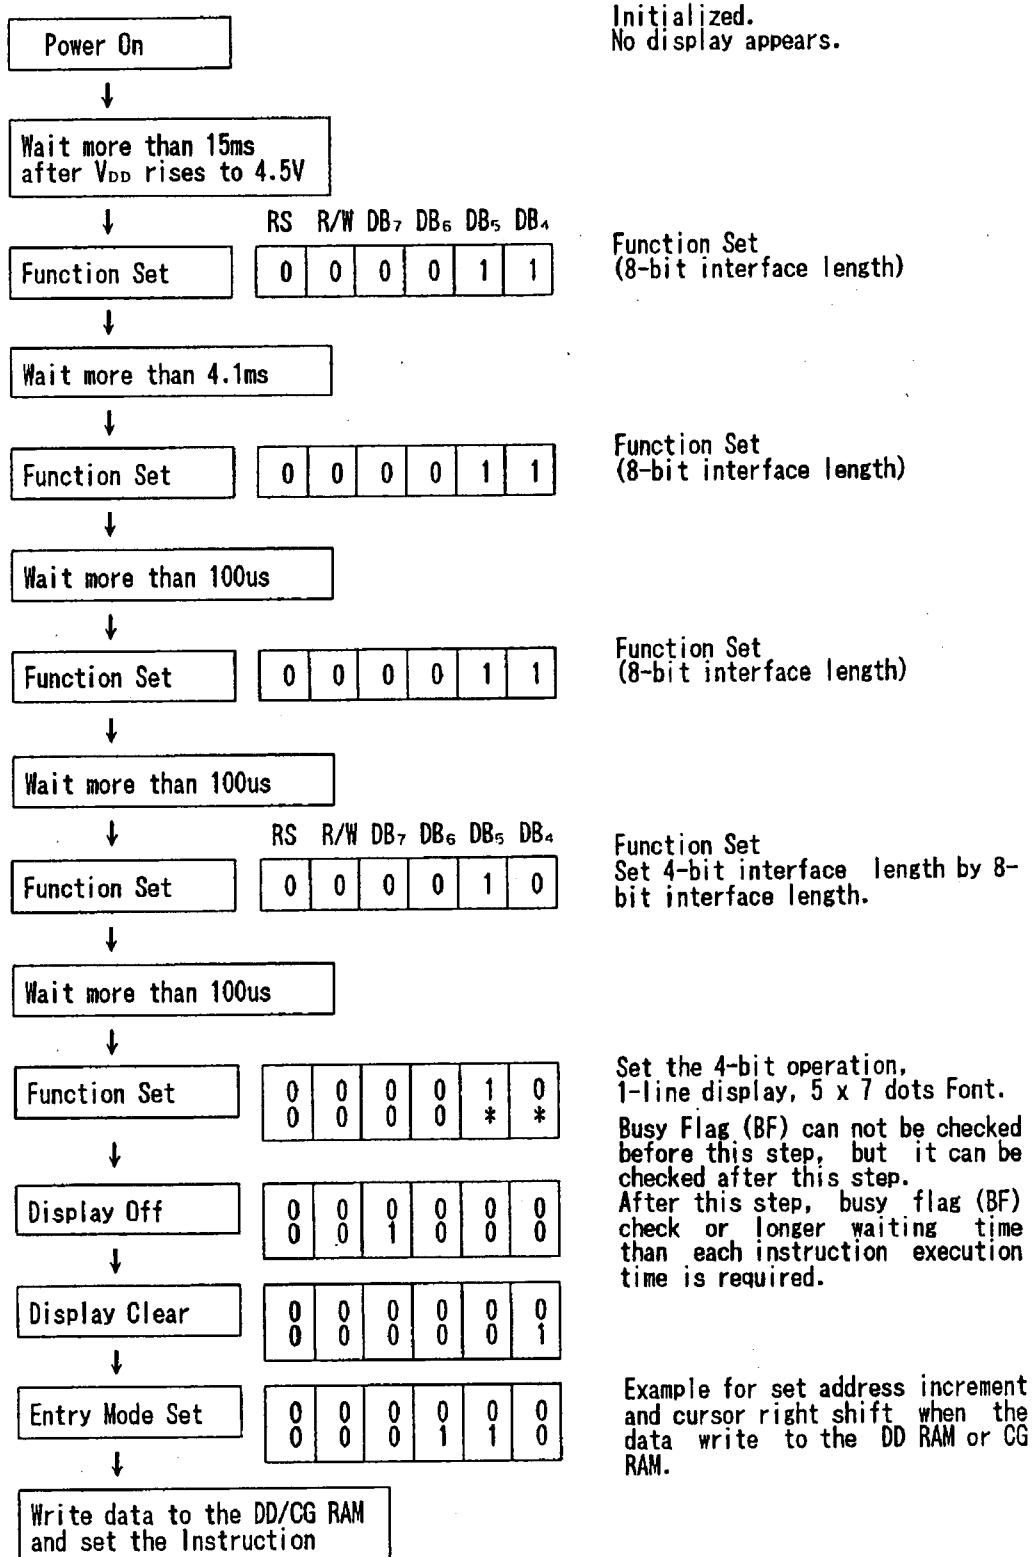 Power On
Initialized.
No display appears.
Wait more than 15ms
after VDD rises to 4.5V
RS R/W DB7 DB6 DB5 DB4
Function Set
0 0 0 0 1 1
Function Set
(8-bit interface length)
Wait more than 4.1ms
Function Set
0 0 0 0 1 1
Function Set
(8-bit interface length)
Wait more than 100us
Function Set
0 0 0 0 1 1
Function Set
(8-bit interface length)
Wait more than 100us
RS R/W DB7 DB6 DB5 DB4
Function Set
0 0 0 0 1 0
Function Set
Set 4-bit interface length by 8-
bit interface length.
Wait more than 100us
Function Set
0 0 0 0 1 0
0 0 0 0 * *
Set the 4-bit operation,
1-line display, 5 x 7 dots Font.
Busy Flag (BF) can not be checked
before this step, but it can be
checked after this step.
After this step, busy flag (BF)
check or longer waiting time
than each instruction execution
time is required.
Display Off
0 0 0 0 0 0
0 0 1 0 0 0
Display Clear
0 0 0 0 0 0
0 0 0 0 0 1
Entry Mode Set
0 0 0 0 0 0
0 0 0 1 1 0
Example for set address increment
and cursor right shift when the
data write to the DD RAM or CG
RAM.
Write data to the DD/CG RAM
and set the Instruction